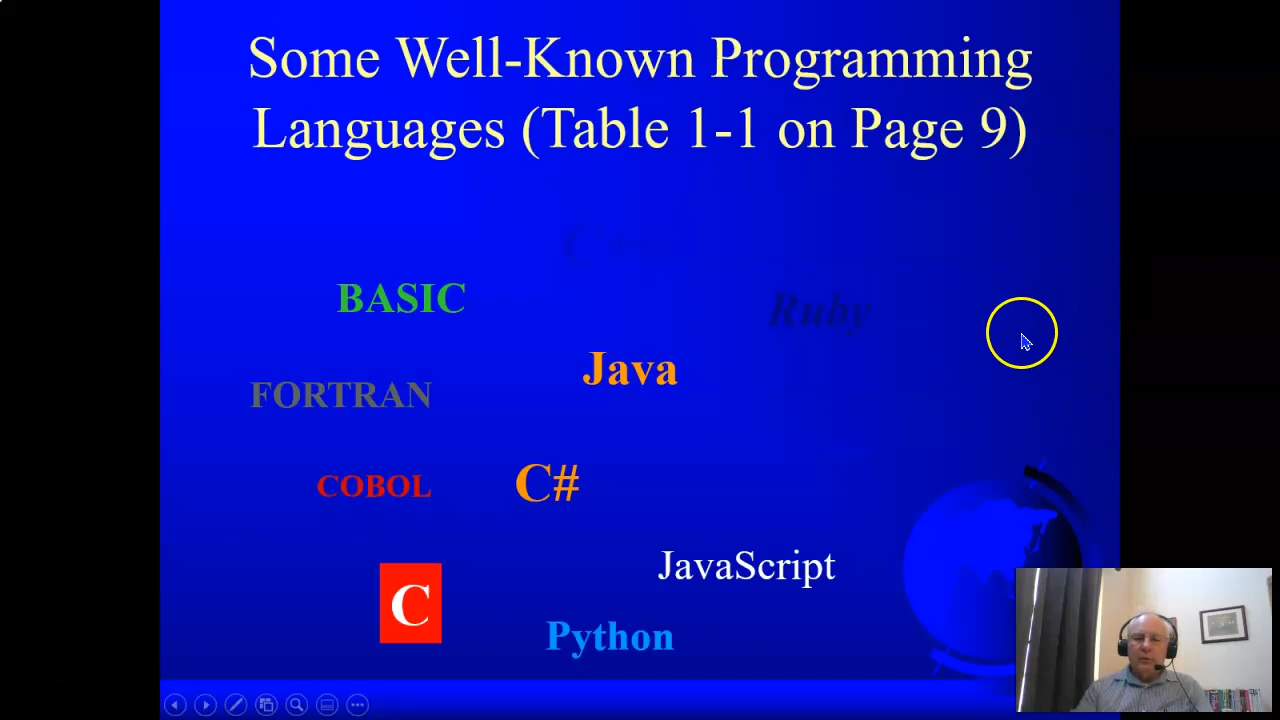 Some Well-Known Programming
Languages (Table 1-1 on Page 9)
C++
BASIC
Ruby
Java
FORTRAN
COBOL
C#
JavaScript
C
Python